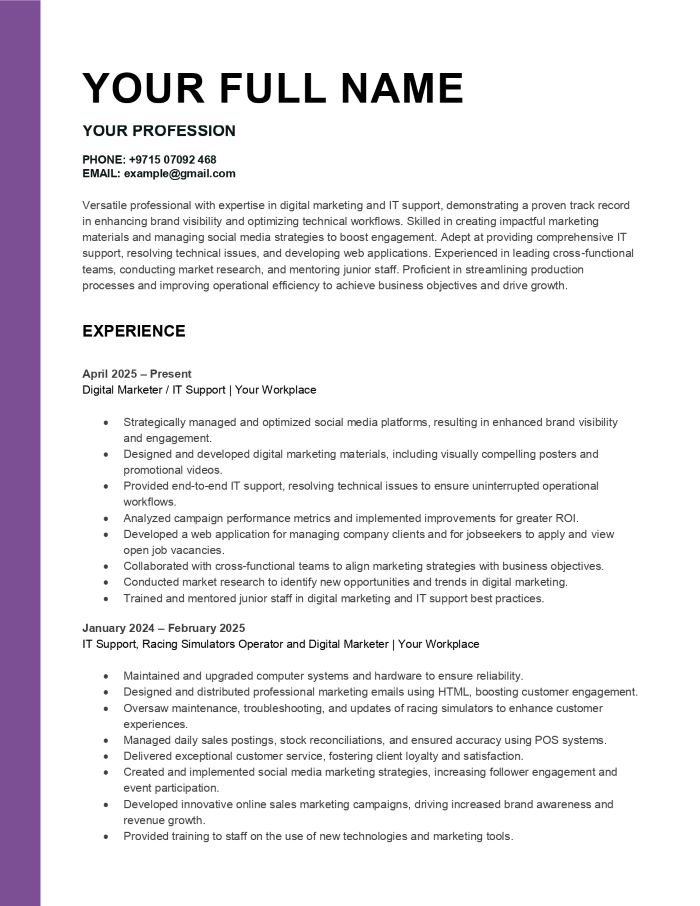 YOUR FULL NAME
YOUR PROFESSION
PHONE: +9715 07092 468
EMAIL: example@gmail.com
Versatile professional with expertise in digital marketing and IT support, demonstrating a proven track record
in enhancing brand visibility and optimizing technical workflows. Skilled in creating impactful marketing
materials and managing social media strategies to boost engagement. Adept at providing comprehensive IT
support, resolving technical issues, and developing web applications. Experienced in leading cross-functional
teams, conducting market research, and mentoring junior staff. Proficient in streamlining production
processes and improving operational efficiency to achieve business objectives and drive growth.
EXPERIENCE
April 2025 – Present
Digital Marketer / IT Support | Your Workplace
• Strategically managed and optimized social media platforms, resulting in enhanced brand visibility
and engagement.
• Designed and developed digital marketing materials, including visually compelling posters and
promotional videos.
• Provided end-to-end IT support, resolving technical issues to ensure uninterrupted operational
workflows.
• Analyzed campaign performance metrics and implemented improvements for greater ROI.
• Developed a web application for managing company clients and for jobseekers to apply and view
open job vacancies.
• Collaborated with cross-functional teams to align marketing strategies with business objectives.
• Conducted market research to identify new opportunities and trends in digital marketing.
• Trained and mentored junior staff in digital marketing and IT support best practices.
January 2024 – February 2025
IT Support, Racing Simulators Operator and Digital Marketer | Your Workplace
• Maintained and upgraded computer systems and hardware to ensure reliability.
• Designed and distributed professional marketing emails using HTML, boosting customer engagement.
• Oversaw maintenance, troubleshooting, and updates of racing simulators to enhance customer
experiences.
• Managed daily sales postings, stock reconciliations, and ensured accuracy using POS systems.
• Delivered exceptional customer service, fostering client loyalty and satisfaction.
• Created and implemented social media marketing strategies, increasing follower engagement and
event participation.
• Developed innovative online sales marketing campaigns, driving increased brand awareness and
revenue growth.
• Provided training to staff on the use of new technologies and marketing tools.